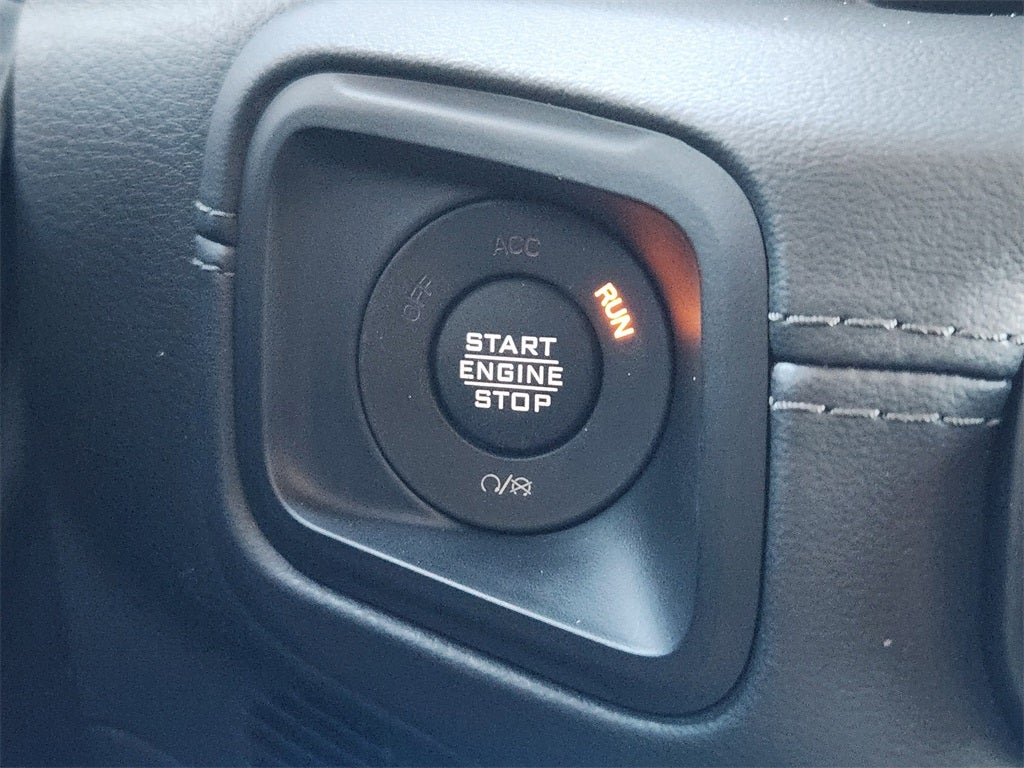 ACC
OFF
RUN
START
ENGINE
STOP